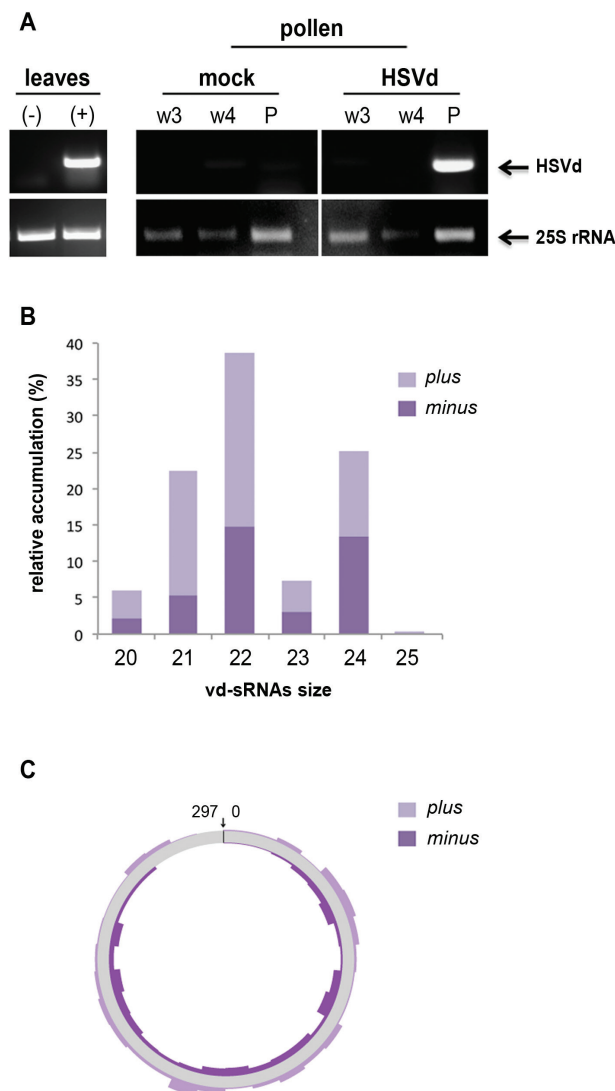 A
pollen
leaves
mock
HSVd
(-) (+)
w3 w4 P
w3 w4 P
HSVd
25S rRNA
B
relative accumulation (%)
40
35
30
25
20
15
10
5
0
20 21 22 23 24 25
vd-sRNAs size
plus
minus
C
297 0
plus
minus